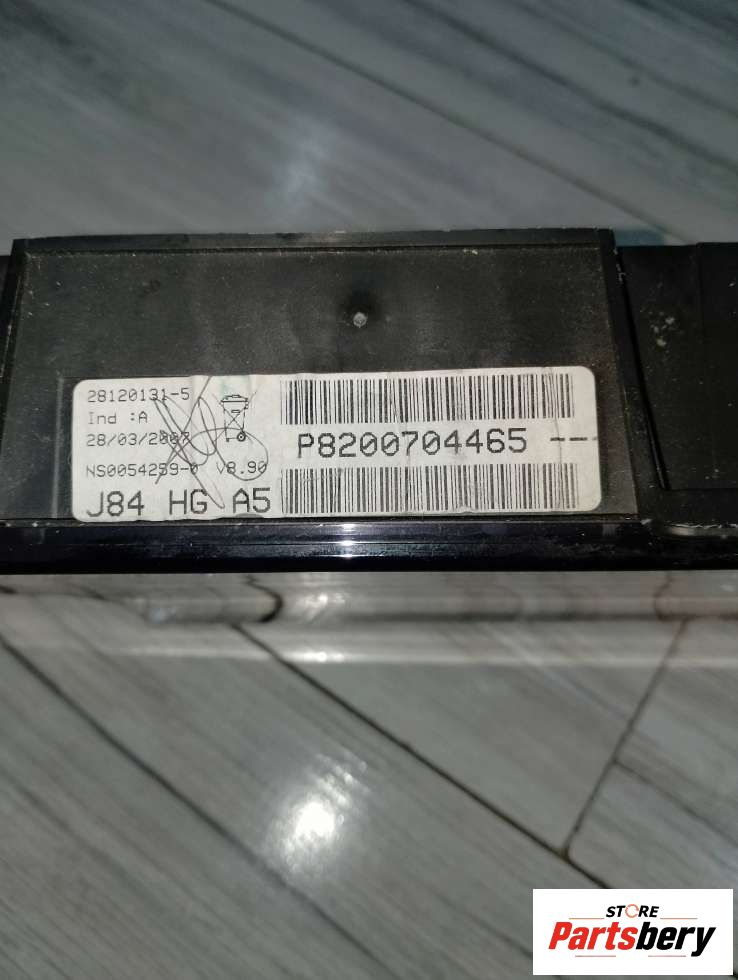 28120131-5
Ind :A
28/03/2007
NS0054259-0 V8.90
J84 HG A5
P8200704465 ---
STORE
Partsbery